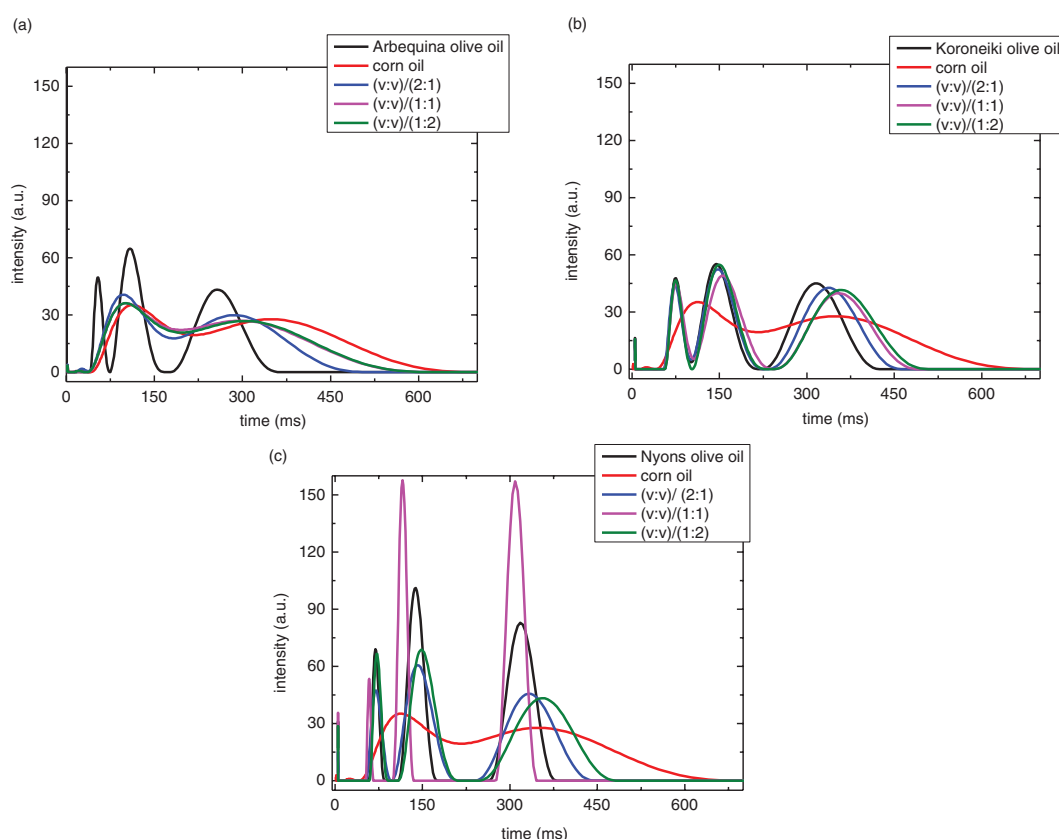 (a)
Arbequina olive oil
corn oil
(v:v)/(2:1)
(v:v)/(1:1)
(v:v)/(1:2)
150
120
90
60
30
0
intensity (a.u.)
0 150 300 450 600
time (ms)
(b)
Koroneiki olive oil
corn oil
(v:v)/(2:1)
(v:v)/(1:1)
(v:v)/(1:2)
150
120
90
60
30
0
intensity (a.u.)
0 150 300 450 600
time (ms)
(c)
Nyons olive oil
corn oil
(v:v)/ (2:1)
(v:v)/(1:1)
(v:v)/(1:2)
150
120
90
60
30
0
intensity (a.u.)
0 150 300 450 600
time (ms)